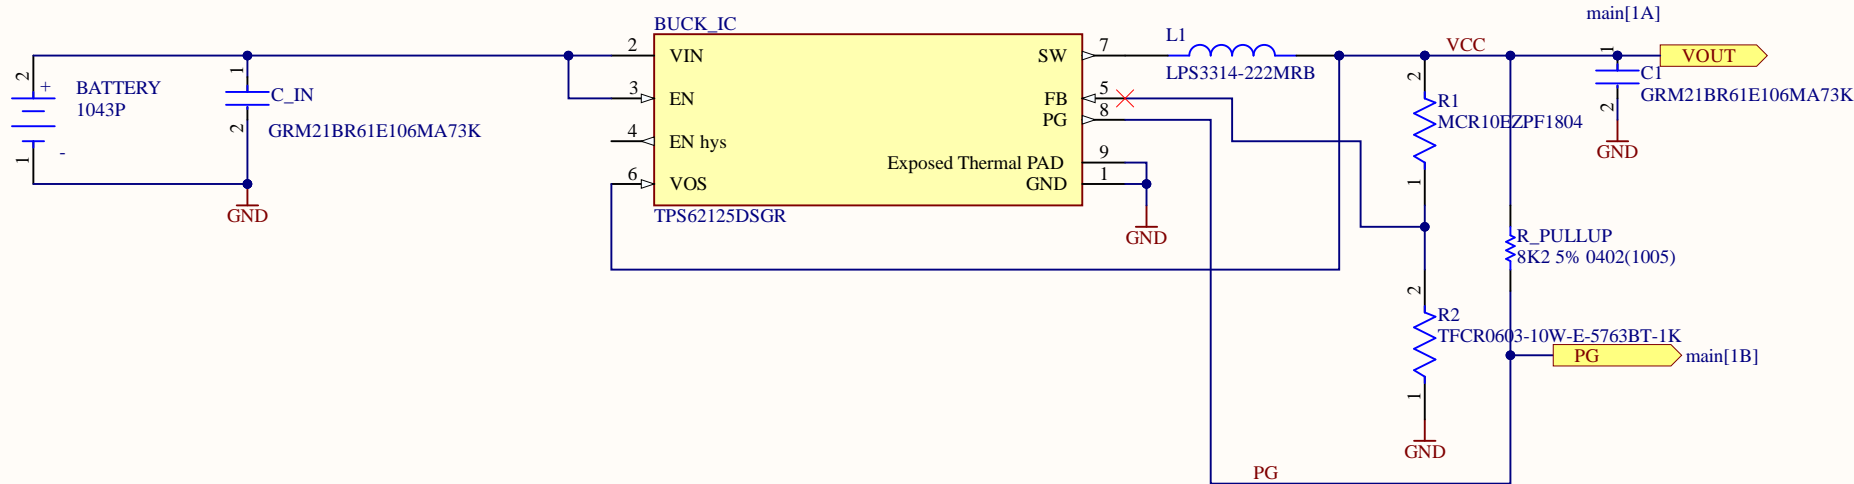 main[1A]
BUCK_IC
2 VIN
SW 7
L1
LPS3314-222MRB
VCC
1
VOUT
2
+
BATTERY
1043P
1
C_IN
2
GRM21BR61E106MA73K
3 EN
FB 5
PG 8
4 EN hys
Exposed Thermal PAD 9
6 VOS
GND 1
TPS62125DSGR
2
R1
MCR10EZPF1804
1
C1
GRM21BR61E106MA73K
2
GND
1
-
GND
GND
R_PULLUP
8K2 5% 0402(1005)
2
R2
TFCR0603-10W-E-5763BT-1K
1
PG
main[1B]
GND
PG